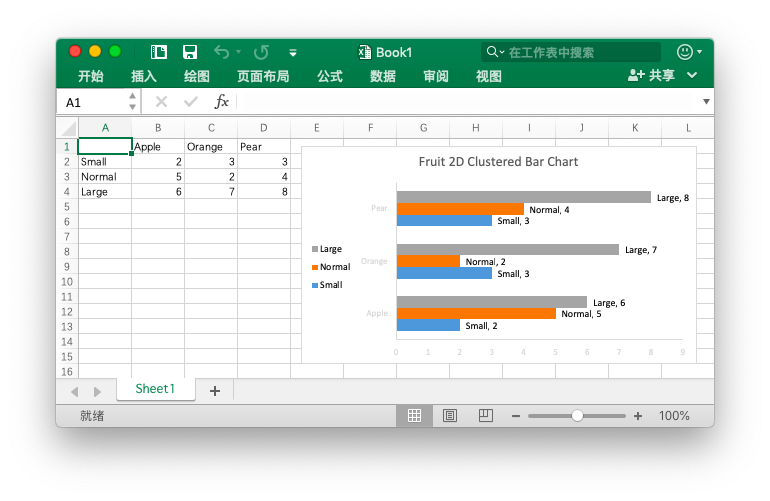 Book1
在工作表中搜索
开始 插入 绘图 页面布局 公式 数据 审阅 视图 共享
A1 fx
A B C D E F G H I J K L
1 Apple Orange Pear
2 Small 2 3 3
3 Normal 5 2 4
4 Large 6 7 8
5
6
7
8
9
10
11
12
13
14
15
16
Fruit 2D Clustered Bar Chart
Large, 8
Pear
Normal, 4
Small, 3
Large
Large, 7
Normal
Orange
Normal, 2
Small
Small, 3
Large, 6
Apple
Normal, 5
Small, 2
0 1 2 3 4 5 6 7 8 9
Sheet1 +
就绪
100%